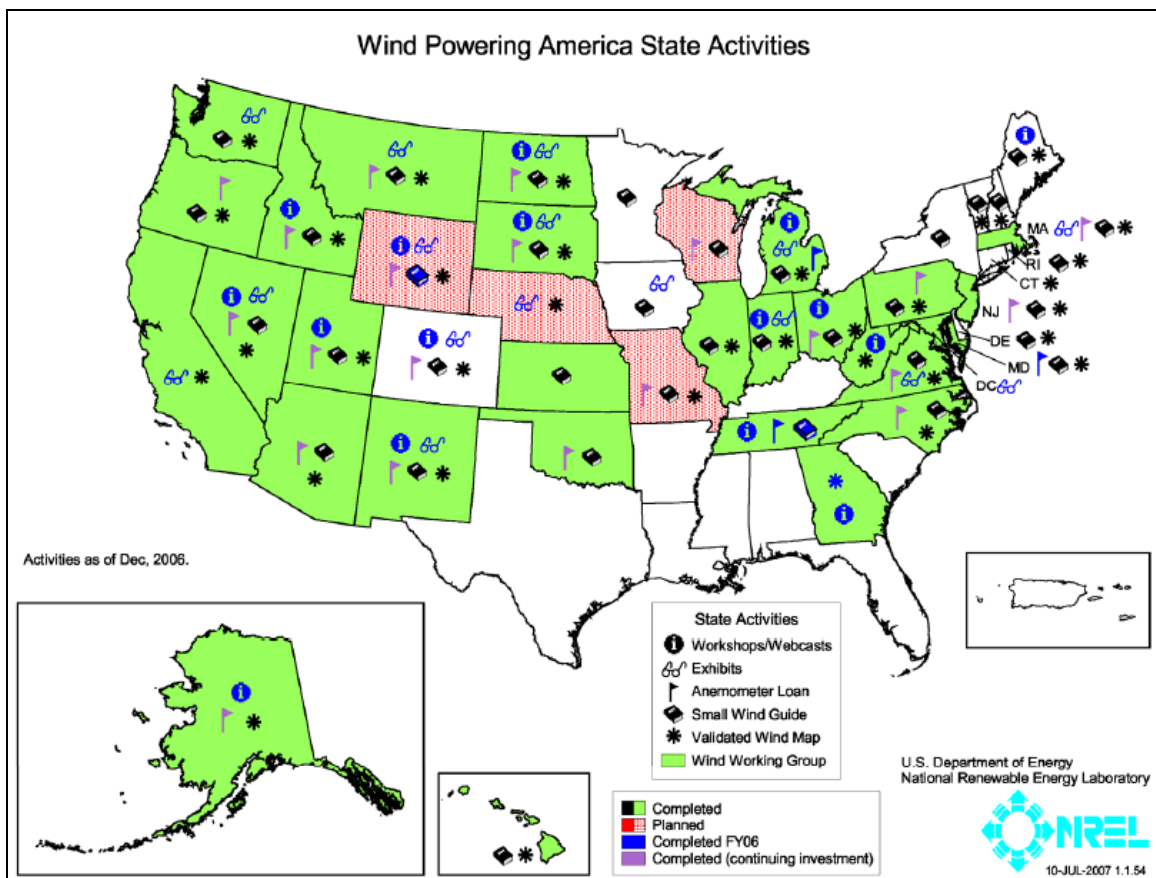 Wind Powering America State Activities
MA
RI
CT
NJ
DE
MD
DC
Activities as of Dec, 2006.
State Activities
Workshops/Webcasts
Exhibits
Anemometer Loan
Small Wind Guide
Validated Wind Map
Wind Working Group
Completed
Planned
Completed FY06
Completed (continuing investment)
U.S. Department of Energy
National Renewable Energy Laboratory
NREL
10-JUL-2007 1.1.54